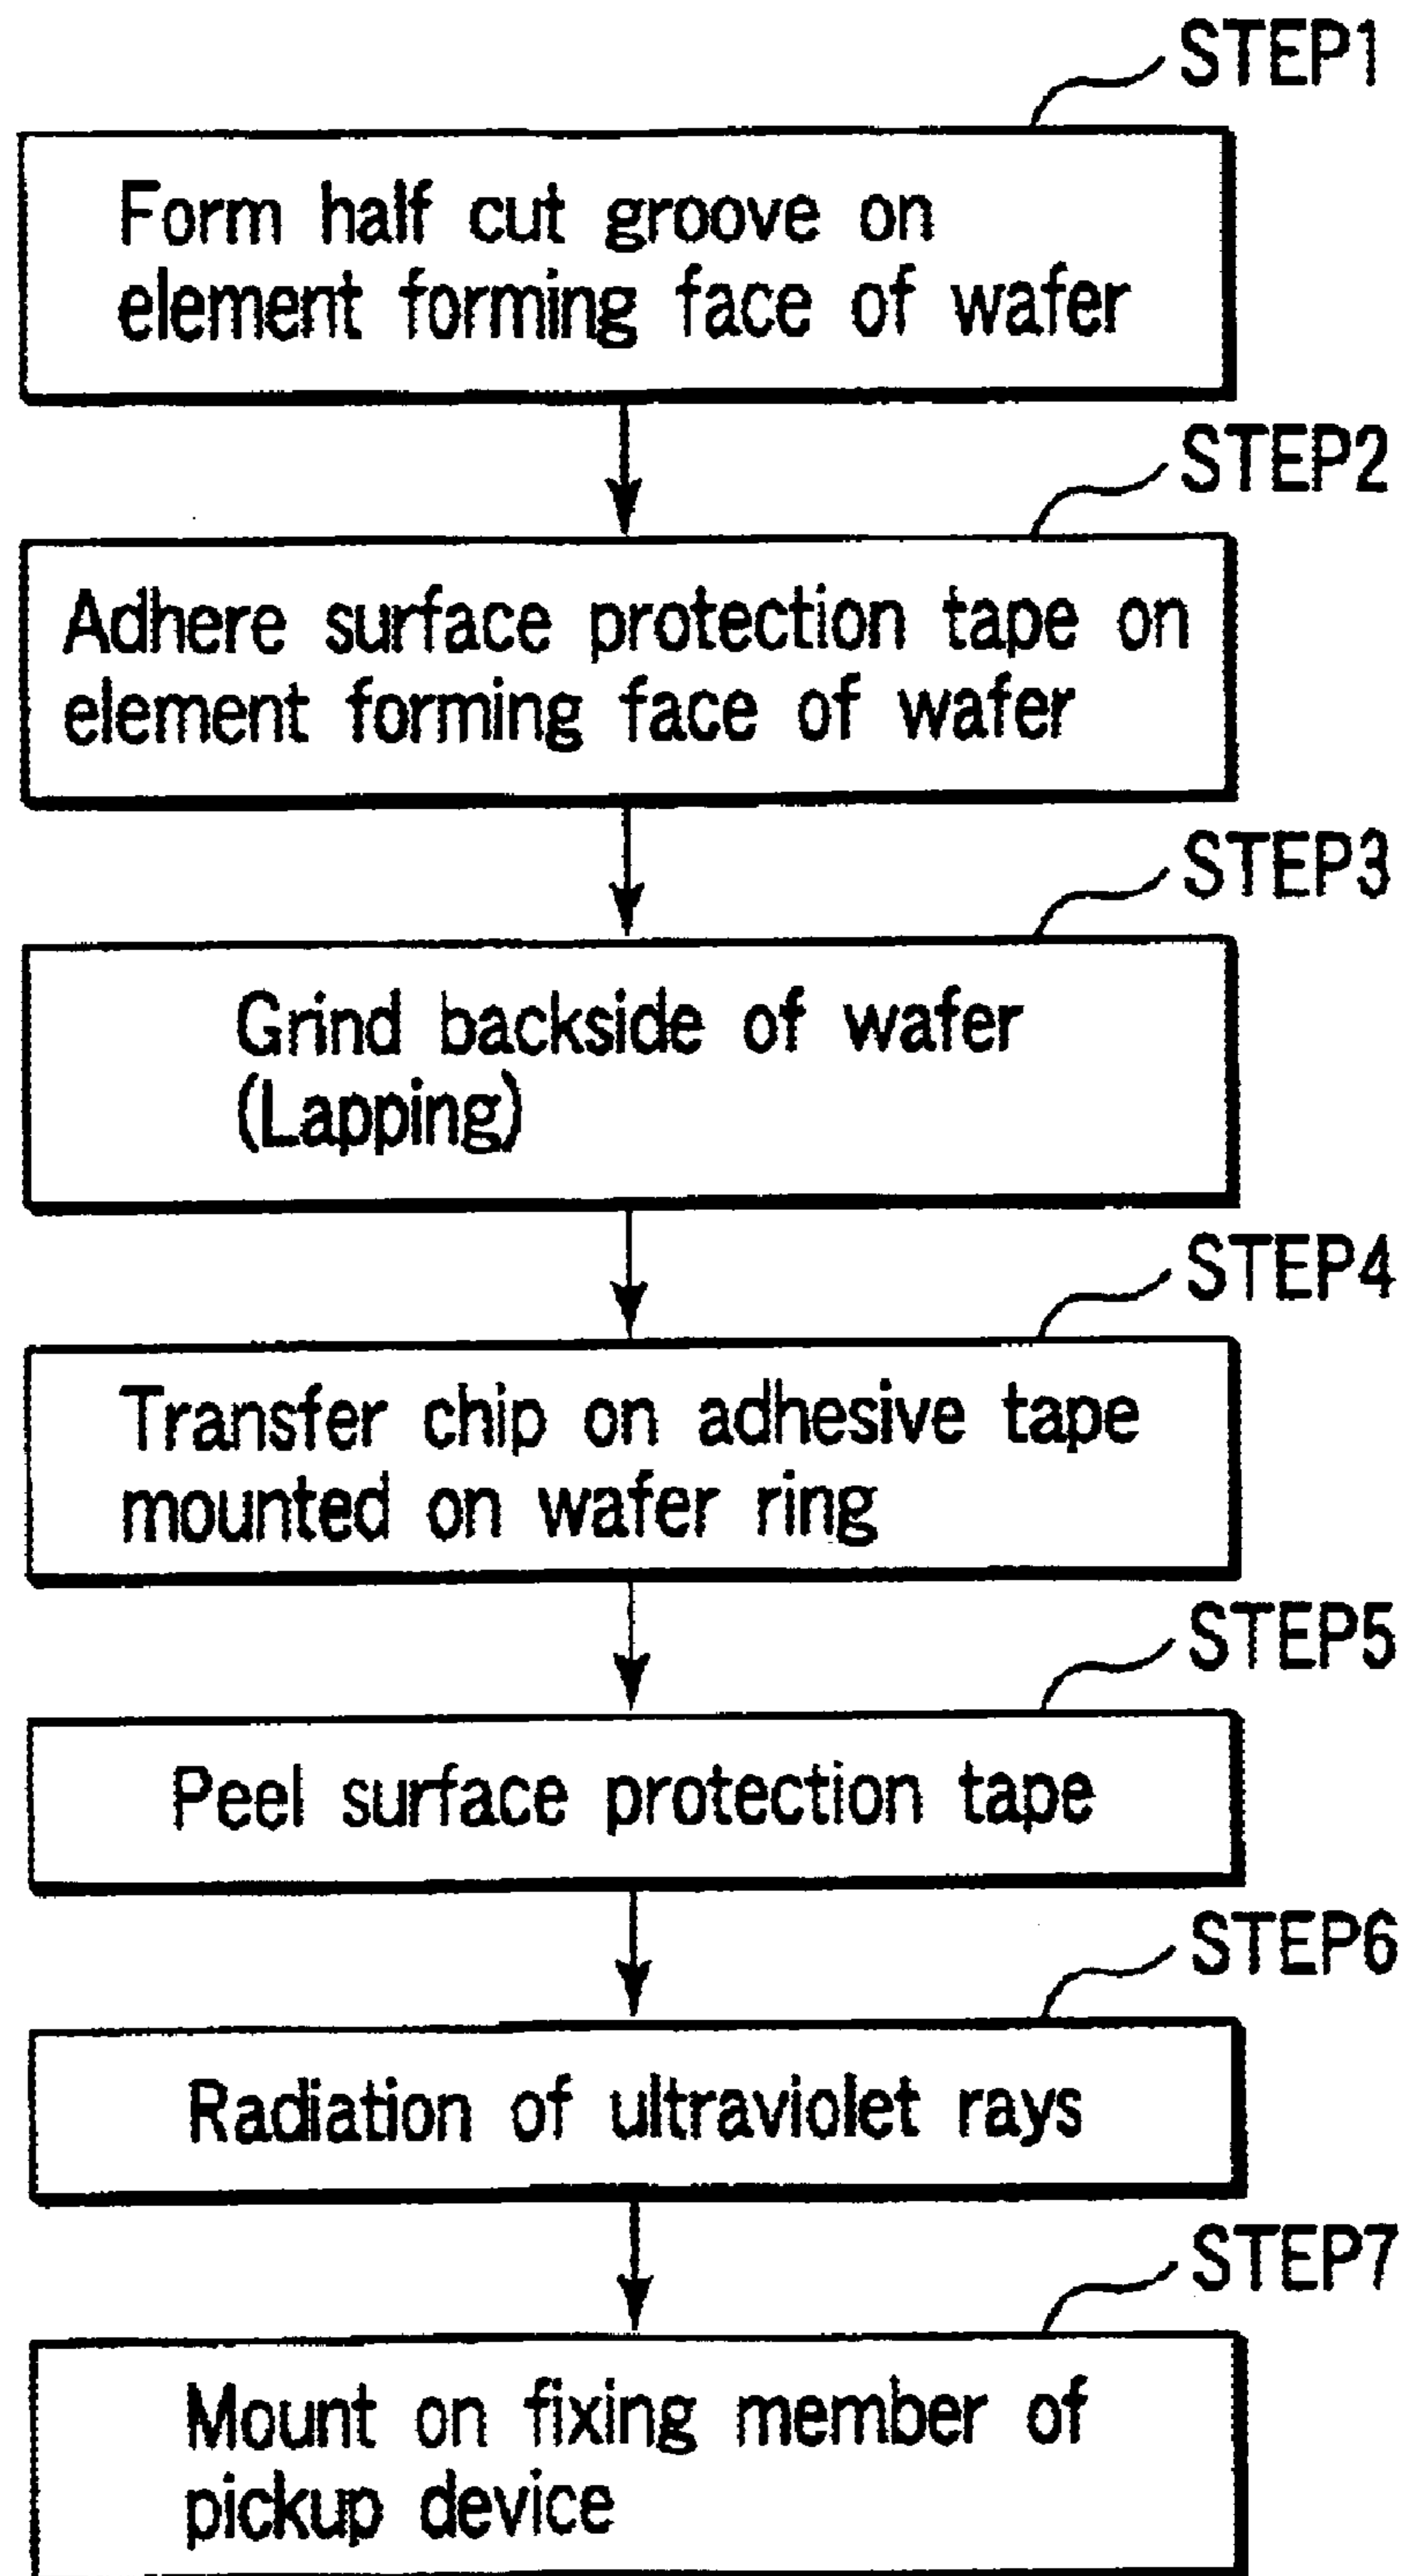 STEP1
Form half cut groove on
element forming face of wafer
STEP2
Adhere surface protection tape on
element forming face of wafer
STEP3
Grind backside of wafer
(Lapping)
STEP4
Transfer chip on adhesive tape
mounted on wafer ring
STEP5
Peel surface protection tape
STEP6
Radiation of ultraviolet rays
STEP7
Mount on fixing member of
pickup device